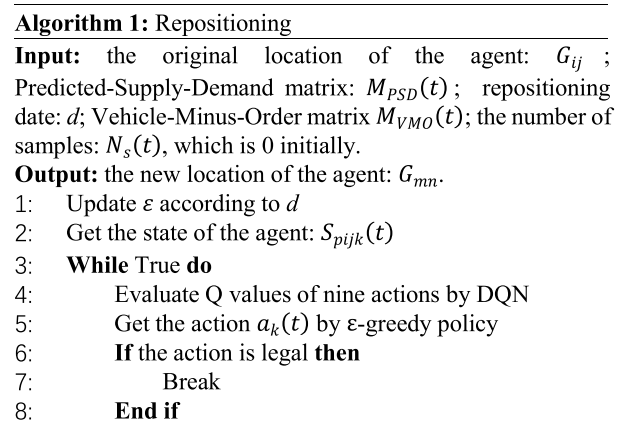 Algorithm 1: Repositioning
Input: the original location of the agent: G_{ij} ;
Predicted-Supply-Demand matrix: M_{PSD}(t) ; repositioning
date: d; Vehicle-Minus-Order matrix M_{VMO}(t); the number of
samples: N_s(t), which is 0 initially.
Output: the new location of the agent: G_{mn}.
1: Update ε according to d
2: Get the state of the agent: S_{pijk}(t)
3: While True do
4: Evaluate Q values of nine actions by DQN
5: Get the action a_k(t) by ε-greedy policy
6: If the action is legal then
7: Break
8: End if